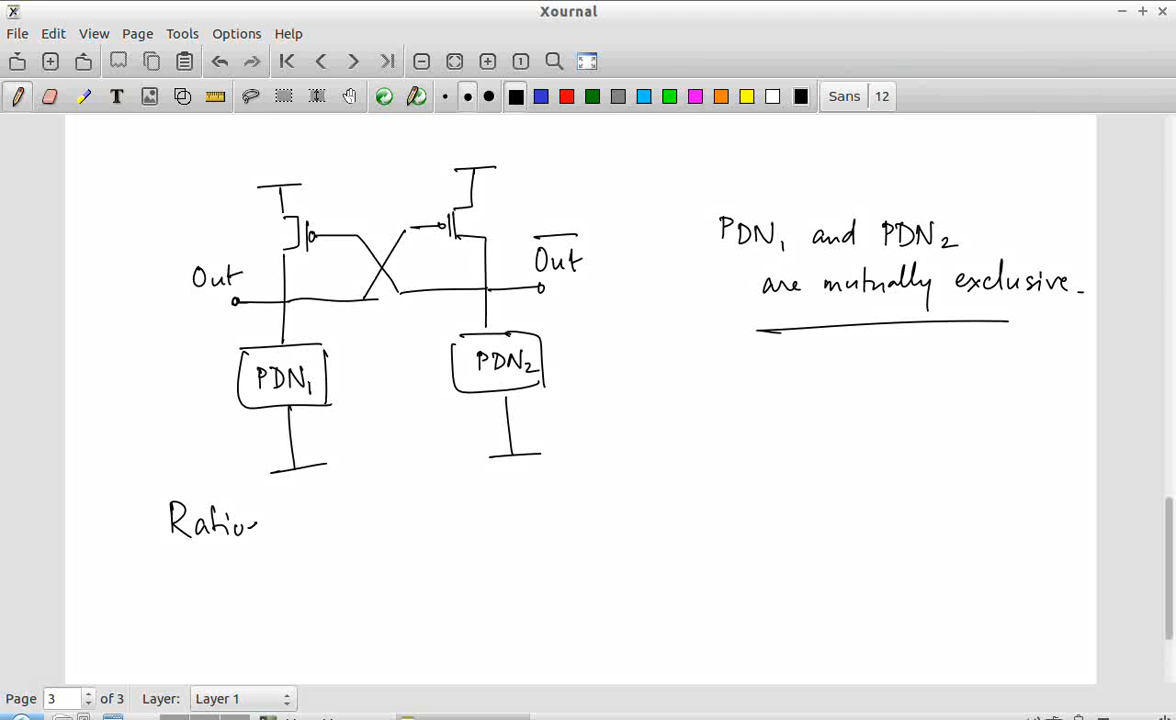 Xournal
File Edit View Page Tools Options Help
Sans 12
Out
Out
PDN1 and PDN2
are mutually exclusive.
PDN1
PDN2
Ratio
Page 3 of 3 Layer: Layer 1